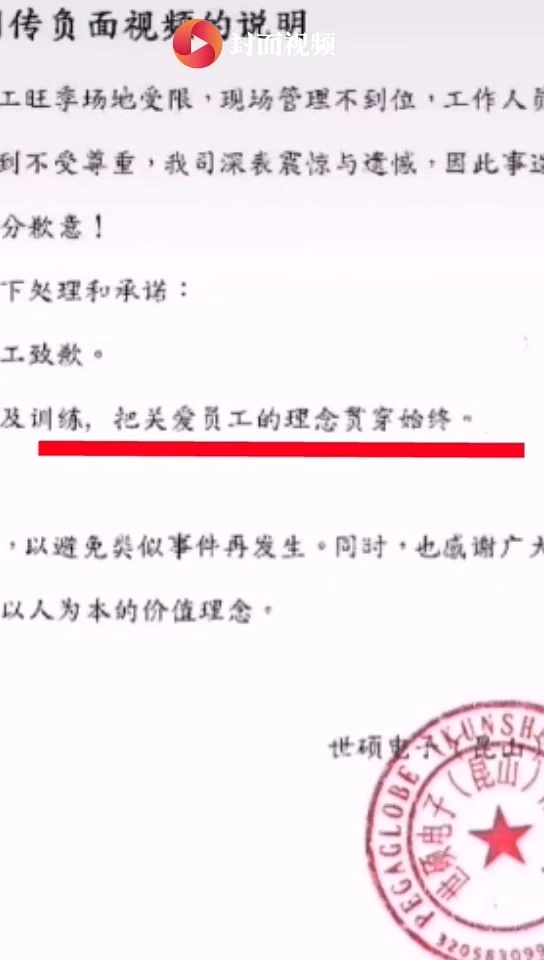 传负面视频的说明
封面视频
工旺季场地受限，现场管理不到位，工作人员
到不受尊重，我司深表震惊与遗憾，因此事造
分歉意！
下处理和承诺：
工致歉。
及训练，把关爱员工的理念贯穿始终。
，以避免类似事件再发生。同时，也感谢广大
以人为本的价值理念。
世硕电子（昆山）
PEGAGLOBE (KUNSHA
世硕电子（昆山）
320583099